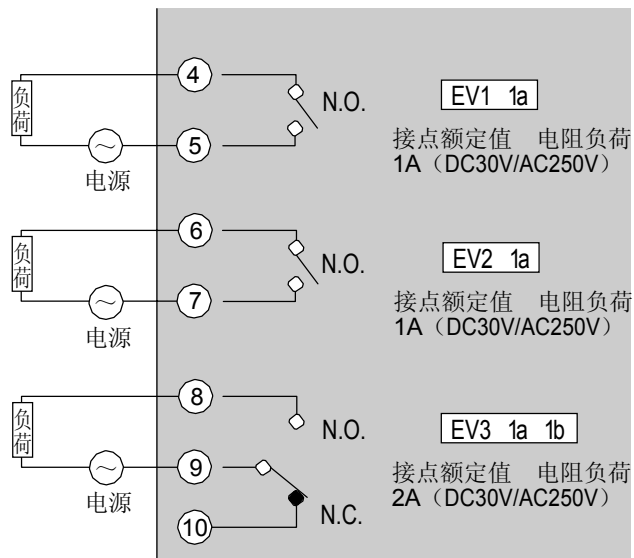 4
负荷
N.O.
EV1 1a
5
接点额定值 电阻负荷
1A（DC30V/AC250V）
电源
6
负荷
N.O.
EV2 1a
7
接点额定值 电阻负荷
1A（DC30V/AC250V）
电源
8
负荷
N.O.
EV3 1a 1b
9
接点额定值 电阻负荷
2A（DC30V/AC250V）
电源
N.C.
10